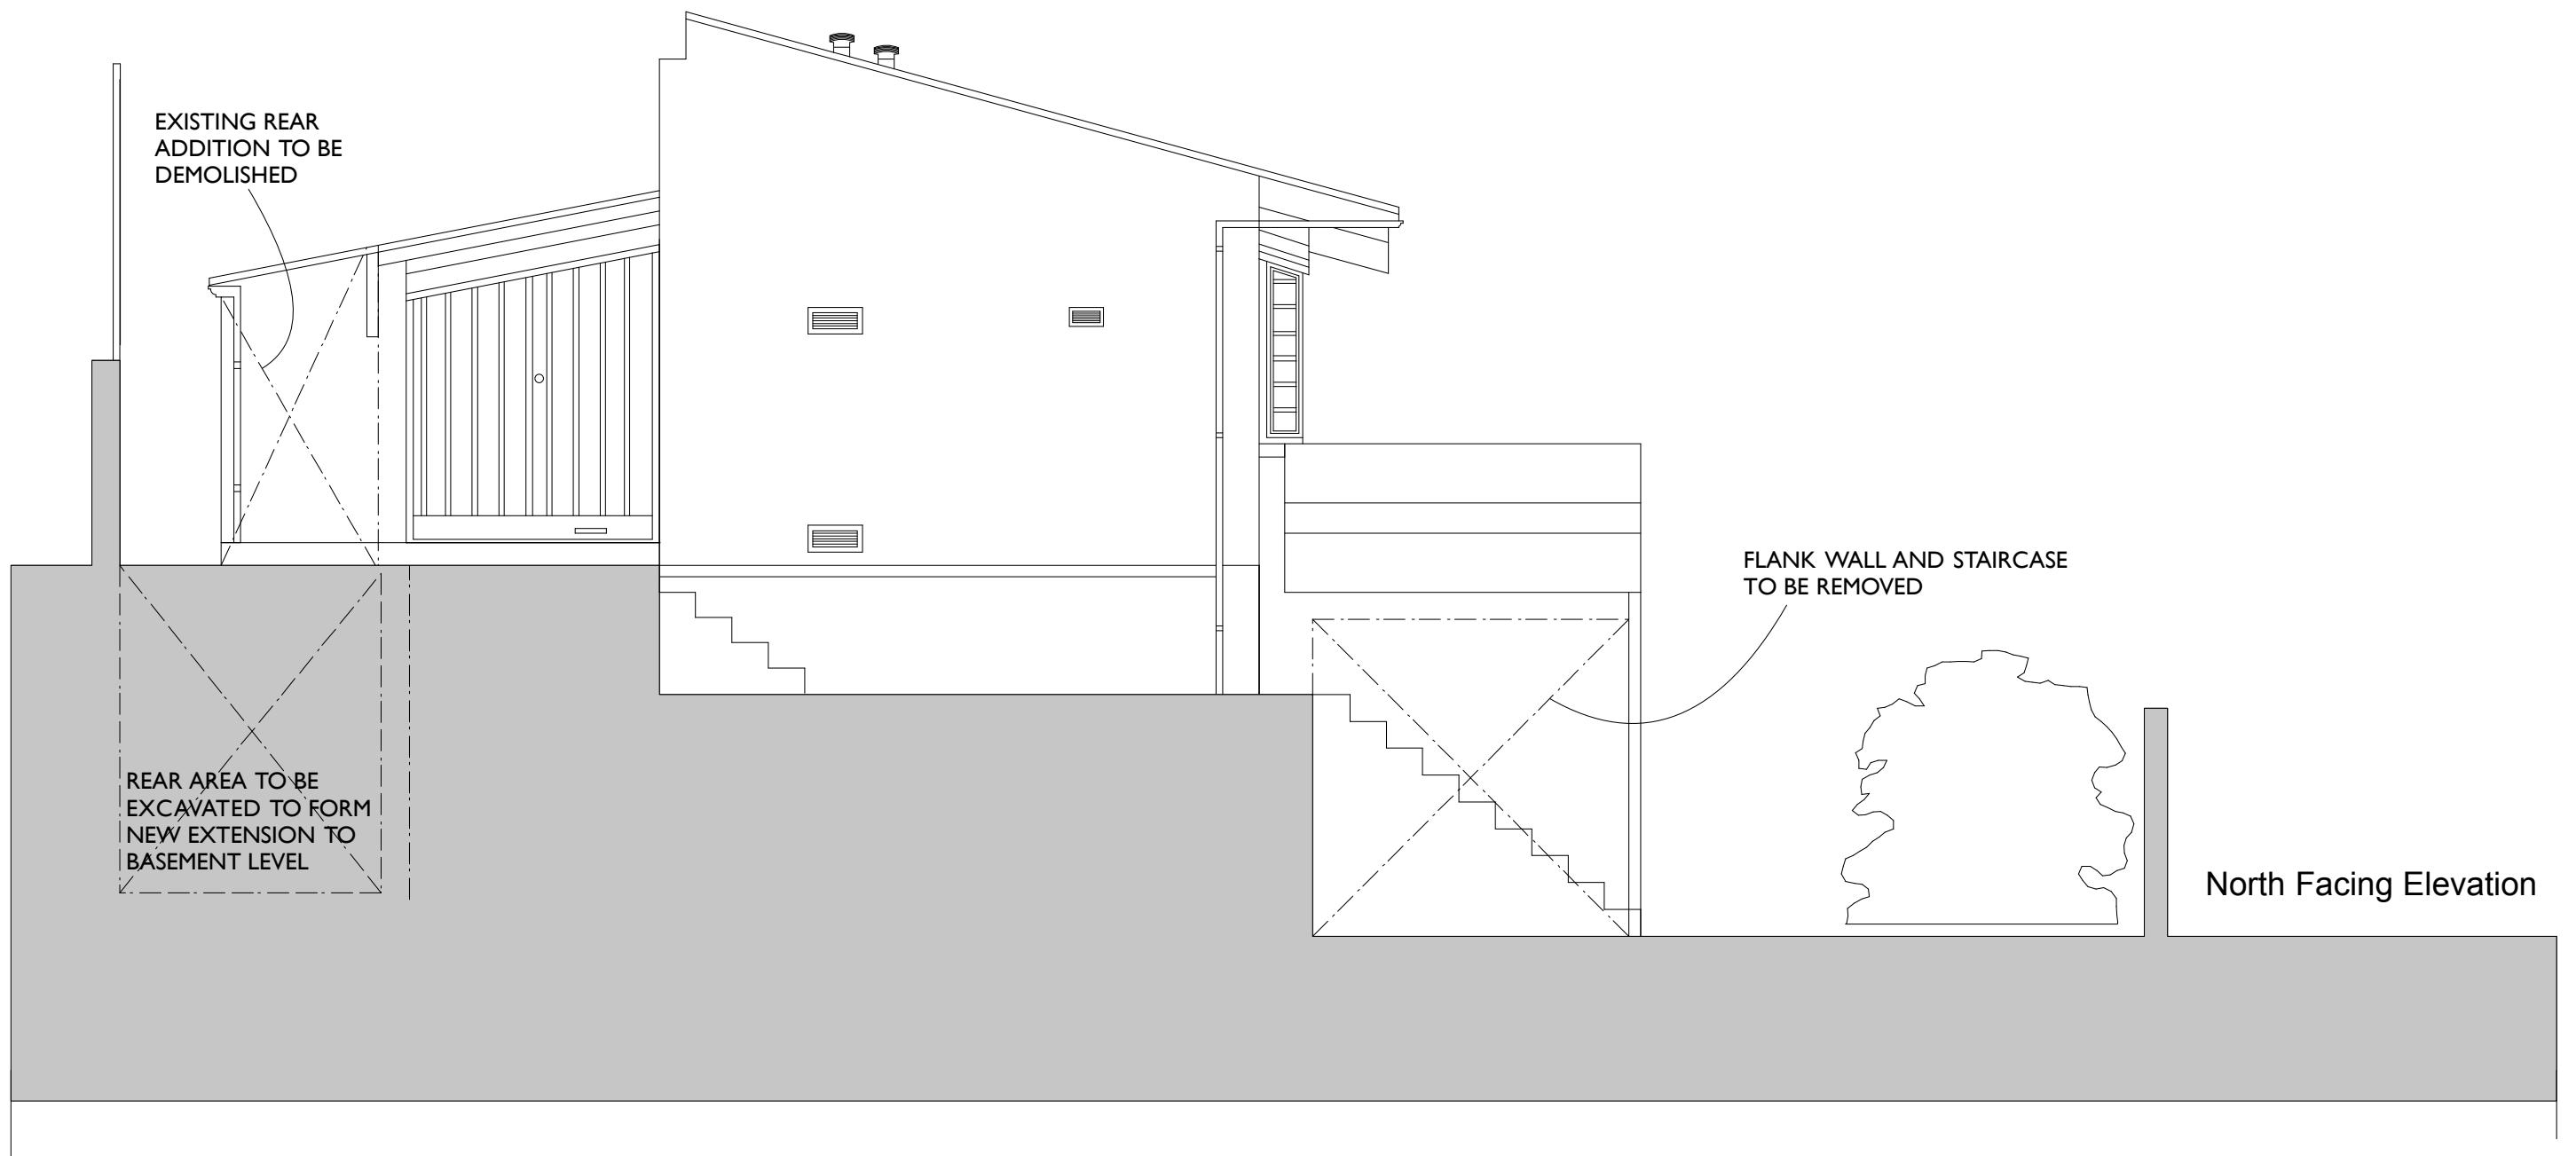 EXISTING REAR
ADDITION TO BE
DEMOLISHED
FLANK WALL AND STAIRCASE
TO BE REMOVED
REAR AREA TO BE
EXCAVATED TO FORM
NEW EXTENSION TO
BASEMENT LEVEL
North Facing Elevation